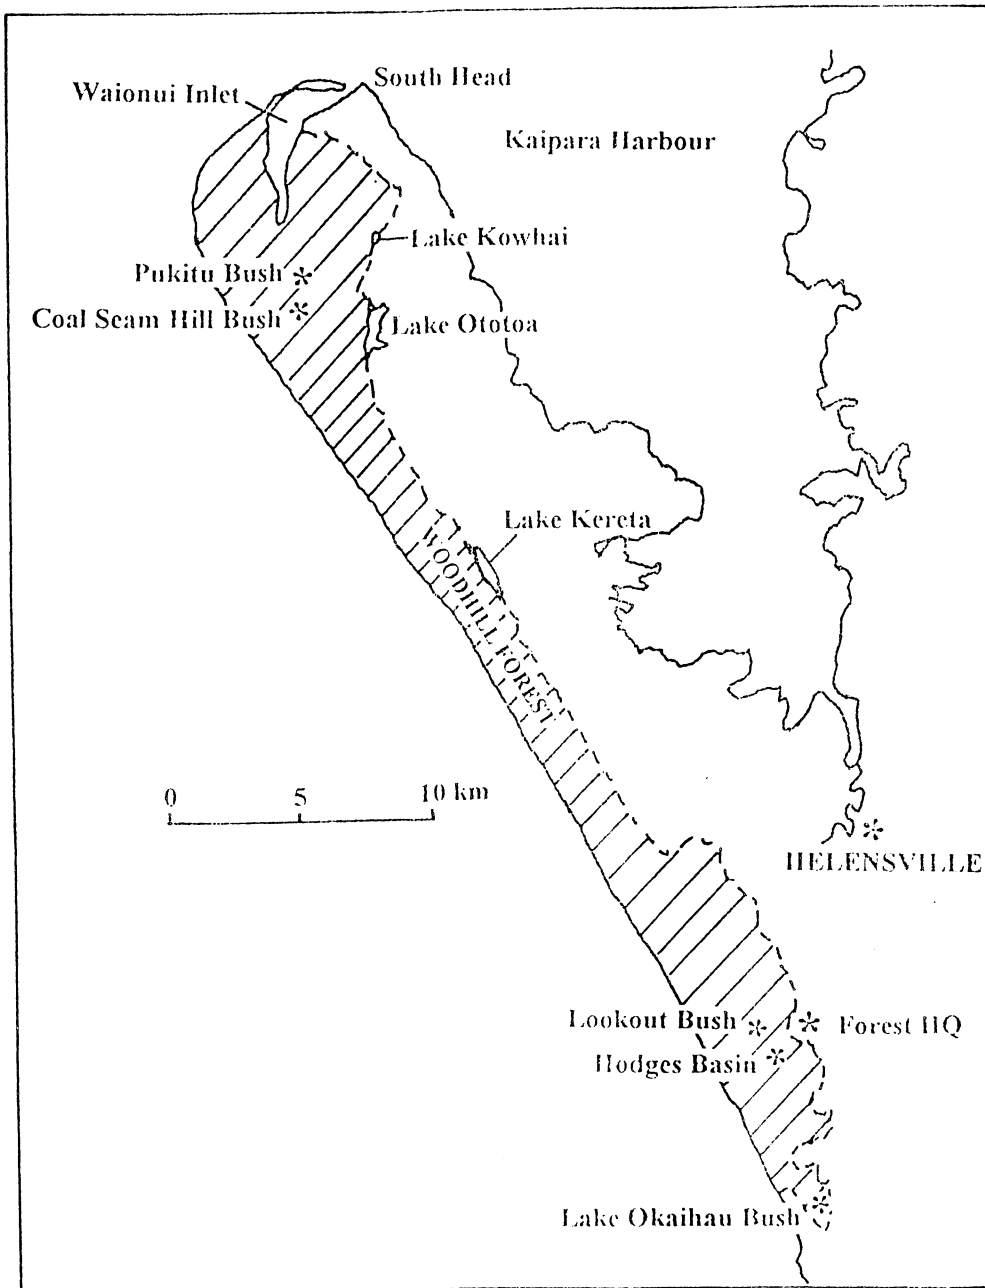 South Head
Waionui Inlet
Kaipara Harbour
Lake Kowhai
Pukitu Bush
Coal Seam Hill Bush
Lake Ototoa
Lake Kereta
WOODHILL FOREST
0 5 10 km
HELENSVILLE
Lookout Bush
Forest HQ
Hodges Basin
Lake Okaihau Bush